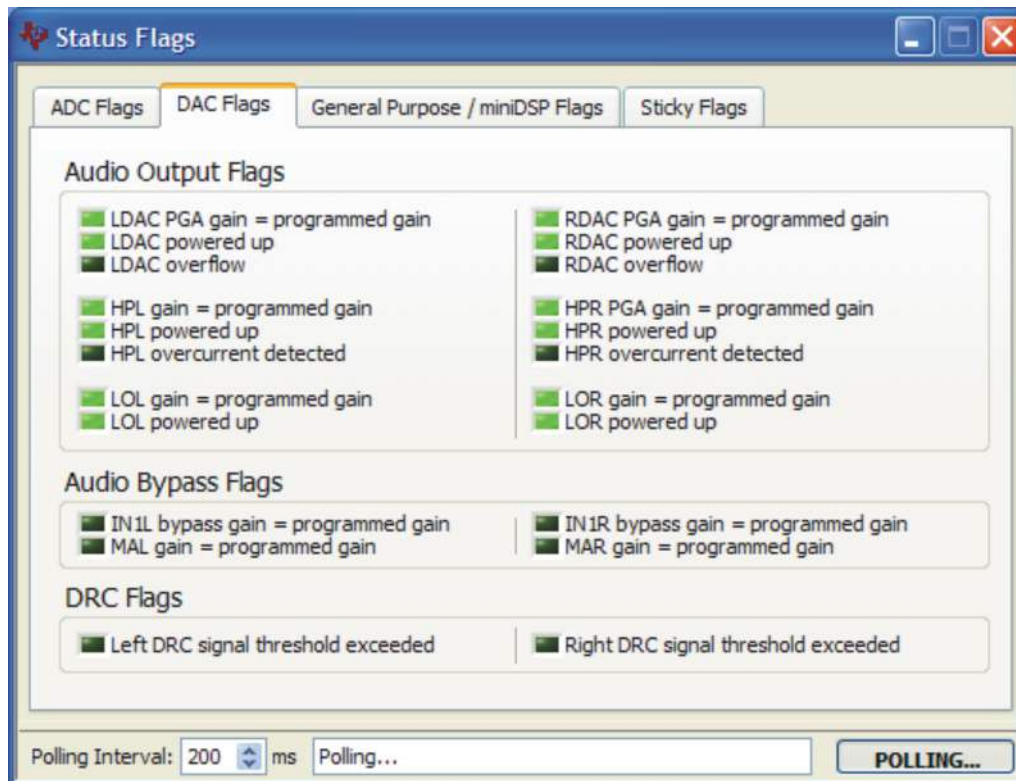 Status Flags
ADC Flags
DAC Flags
General Purpose / miniDSP Flags
Sticky Flags
Audio Output Flags
LDAC PGA gain = programmed gain
LDAC powered up
LDAC overflow
HPL gain = programmed gain
HPL powered up
HPL overcurrent detected
LOL gain = programmed gain
LOL powered up
RDAC PGA gain = programmed gain
RDAC powered up
RDAC overflow
HPR PGA gain = programmed gain
HPR powered up
HPR overcurrent detected
LOR gain = programmed gain
LOR powered up
Audio Bypass Flags
IN1L bypass gain = programmed gain
MAL gain = programmed gain
IN1R bypass gain = programmed gain
MAR gain = programmed gain
DRC Flags
Left DRC signal threshold exceeded
Right DRC signal threshold exceeded
Polling Interval: 200 ms
Polling...
POLLING...